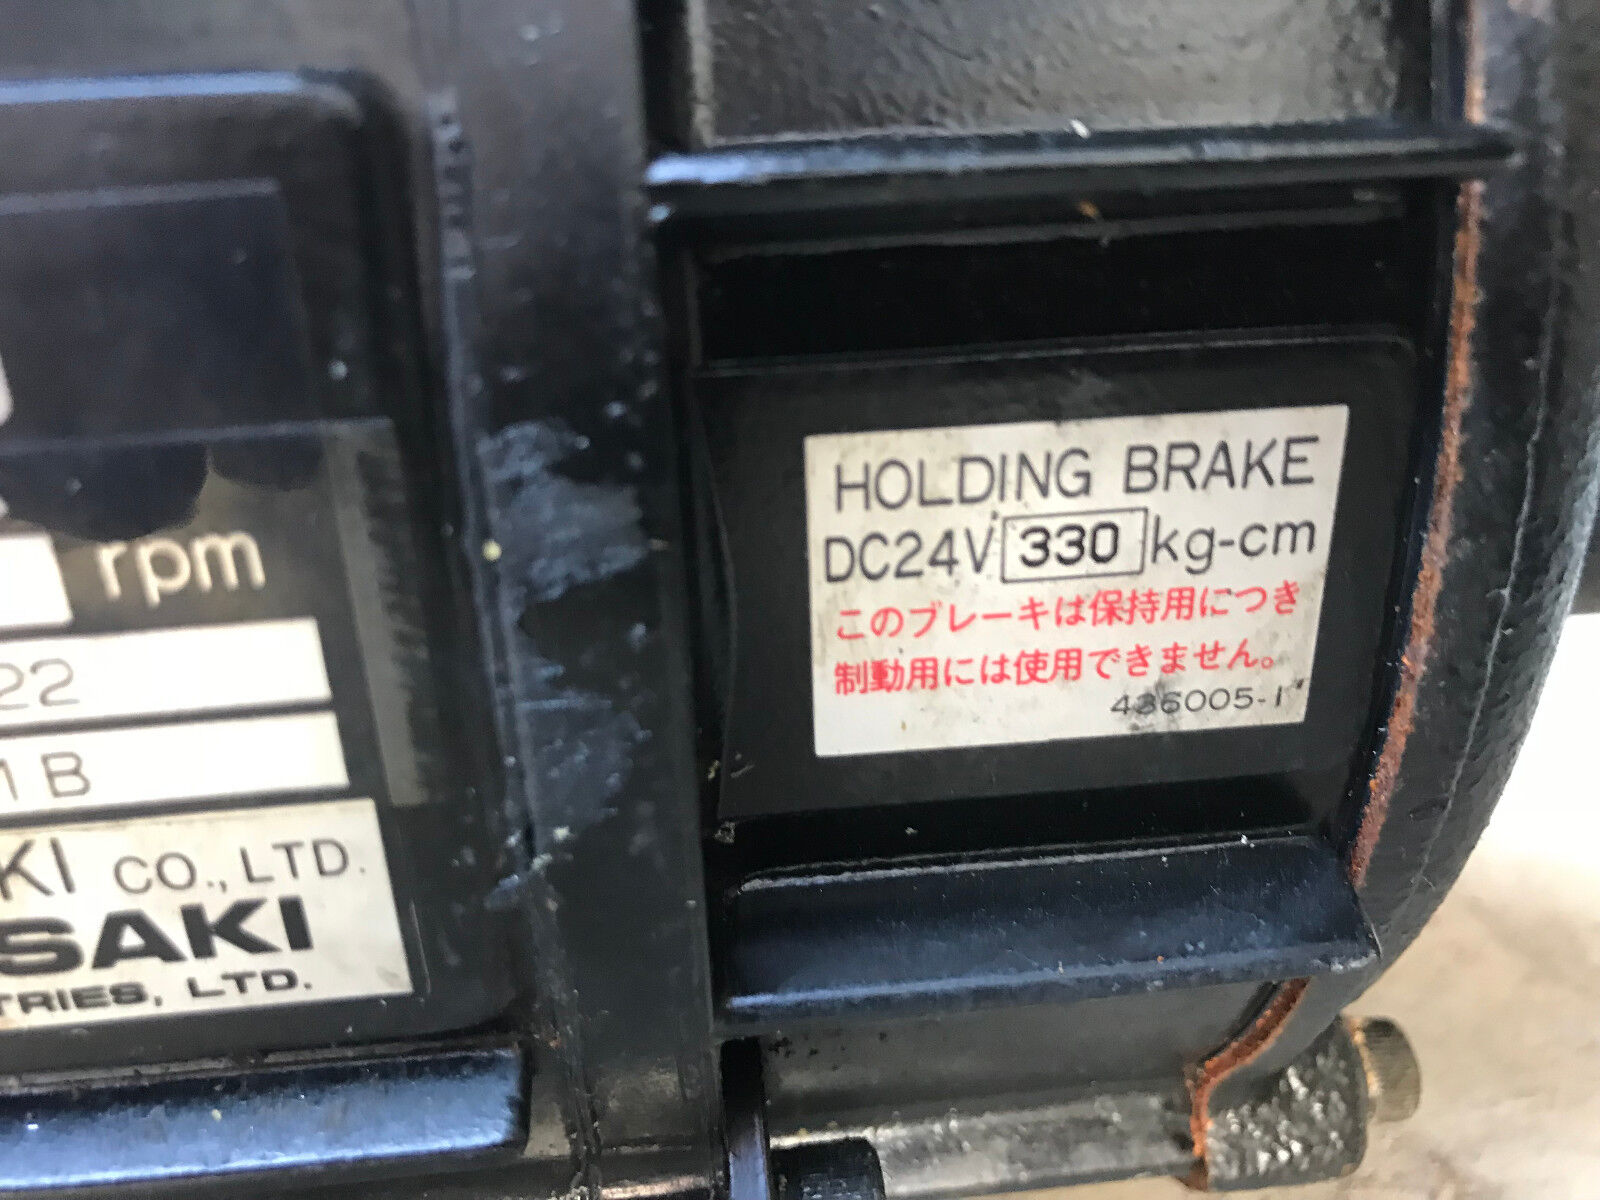 rpm
22
1B
KI CO., LTD.
SAKI
TRIES, LTD.
HOLDING BRAKE
DC24V 330 kg-cm
このブレーキは保持用につき
制動用には使用できません。
436005-1